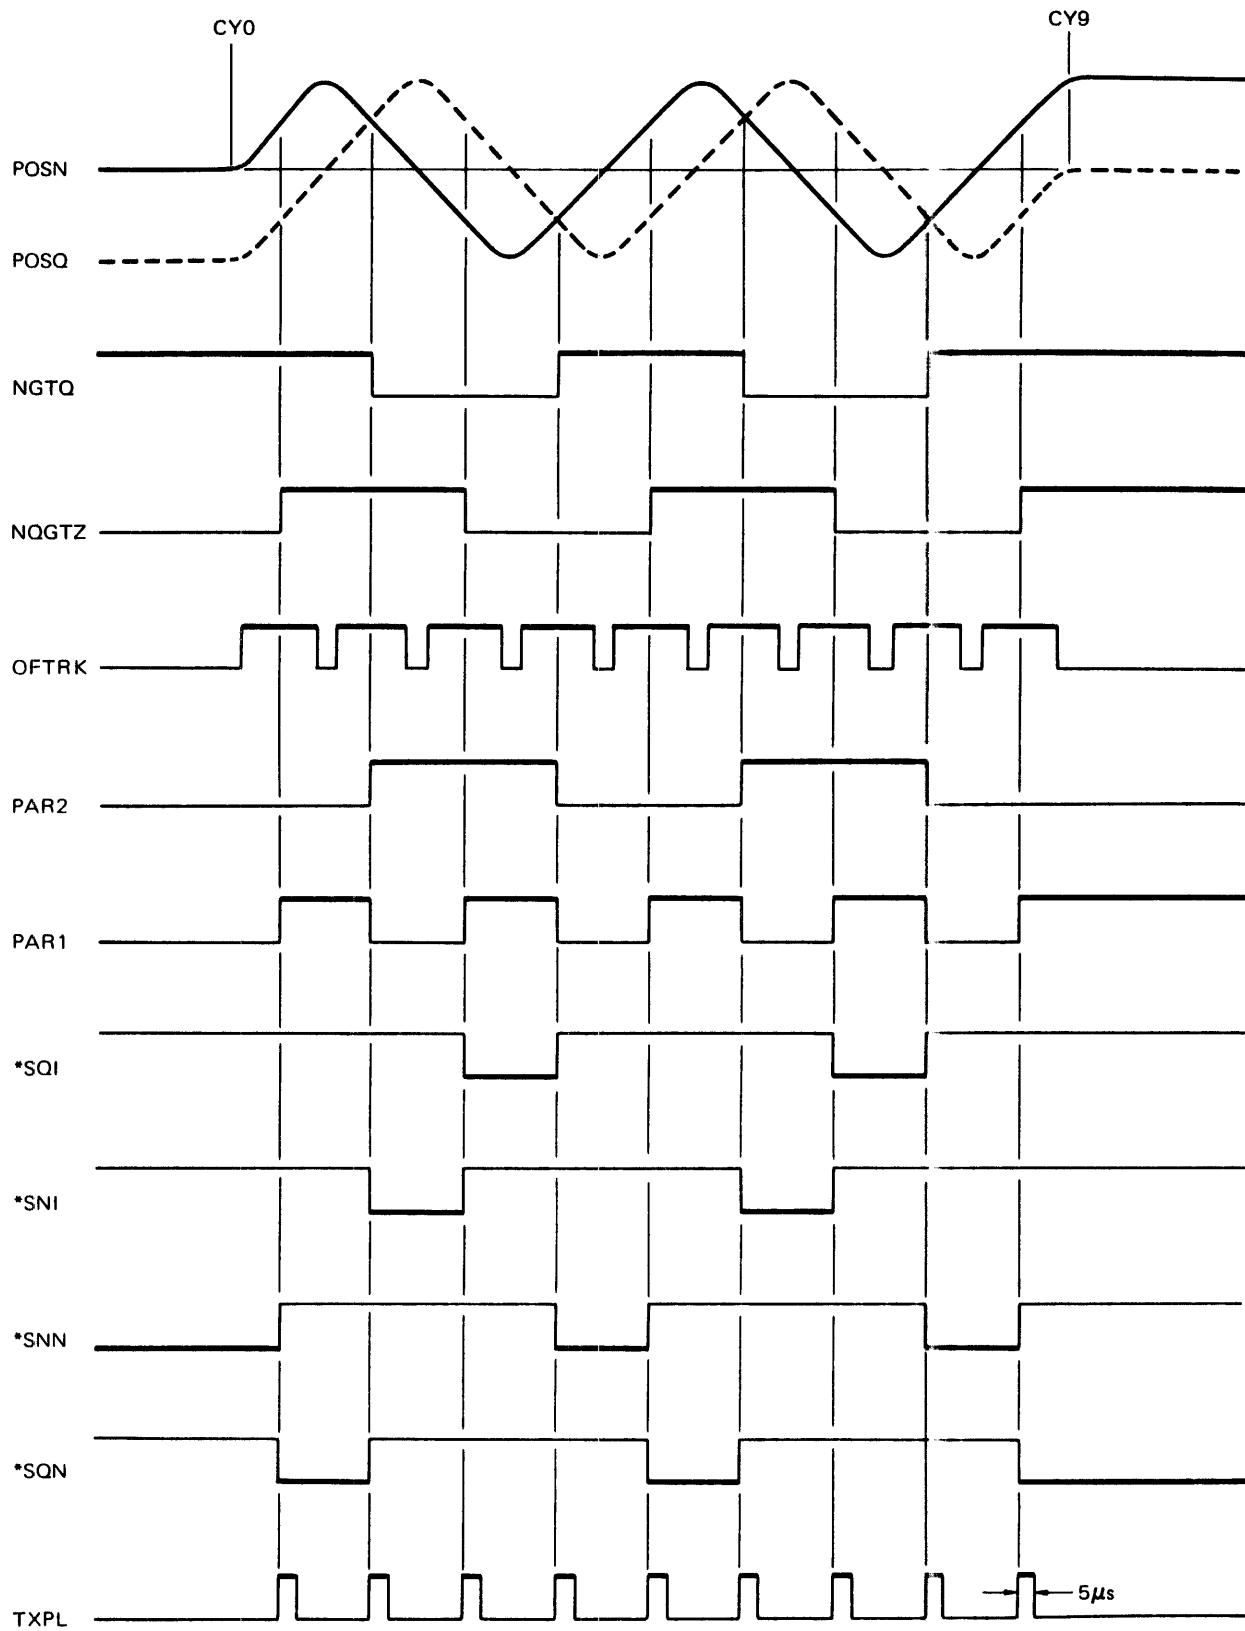 CY0
CY9
POSN
POSQ
NGTQ
NQGTZ
OFTRK
PAR2
PAR1
*SQI
*SNI
*SNN
*SQN
5μs
TXPL